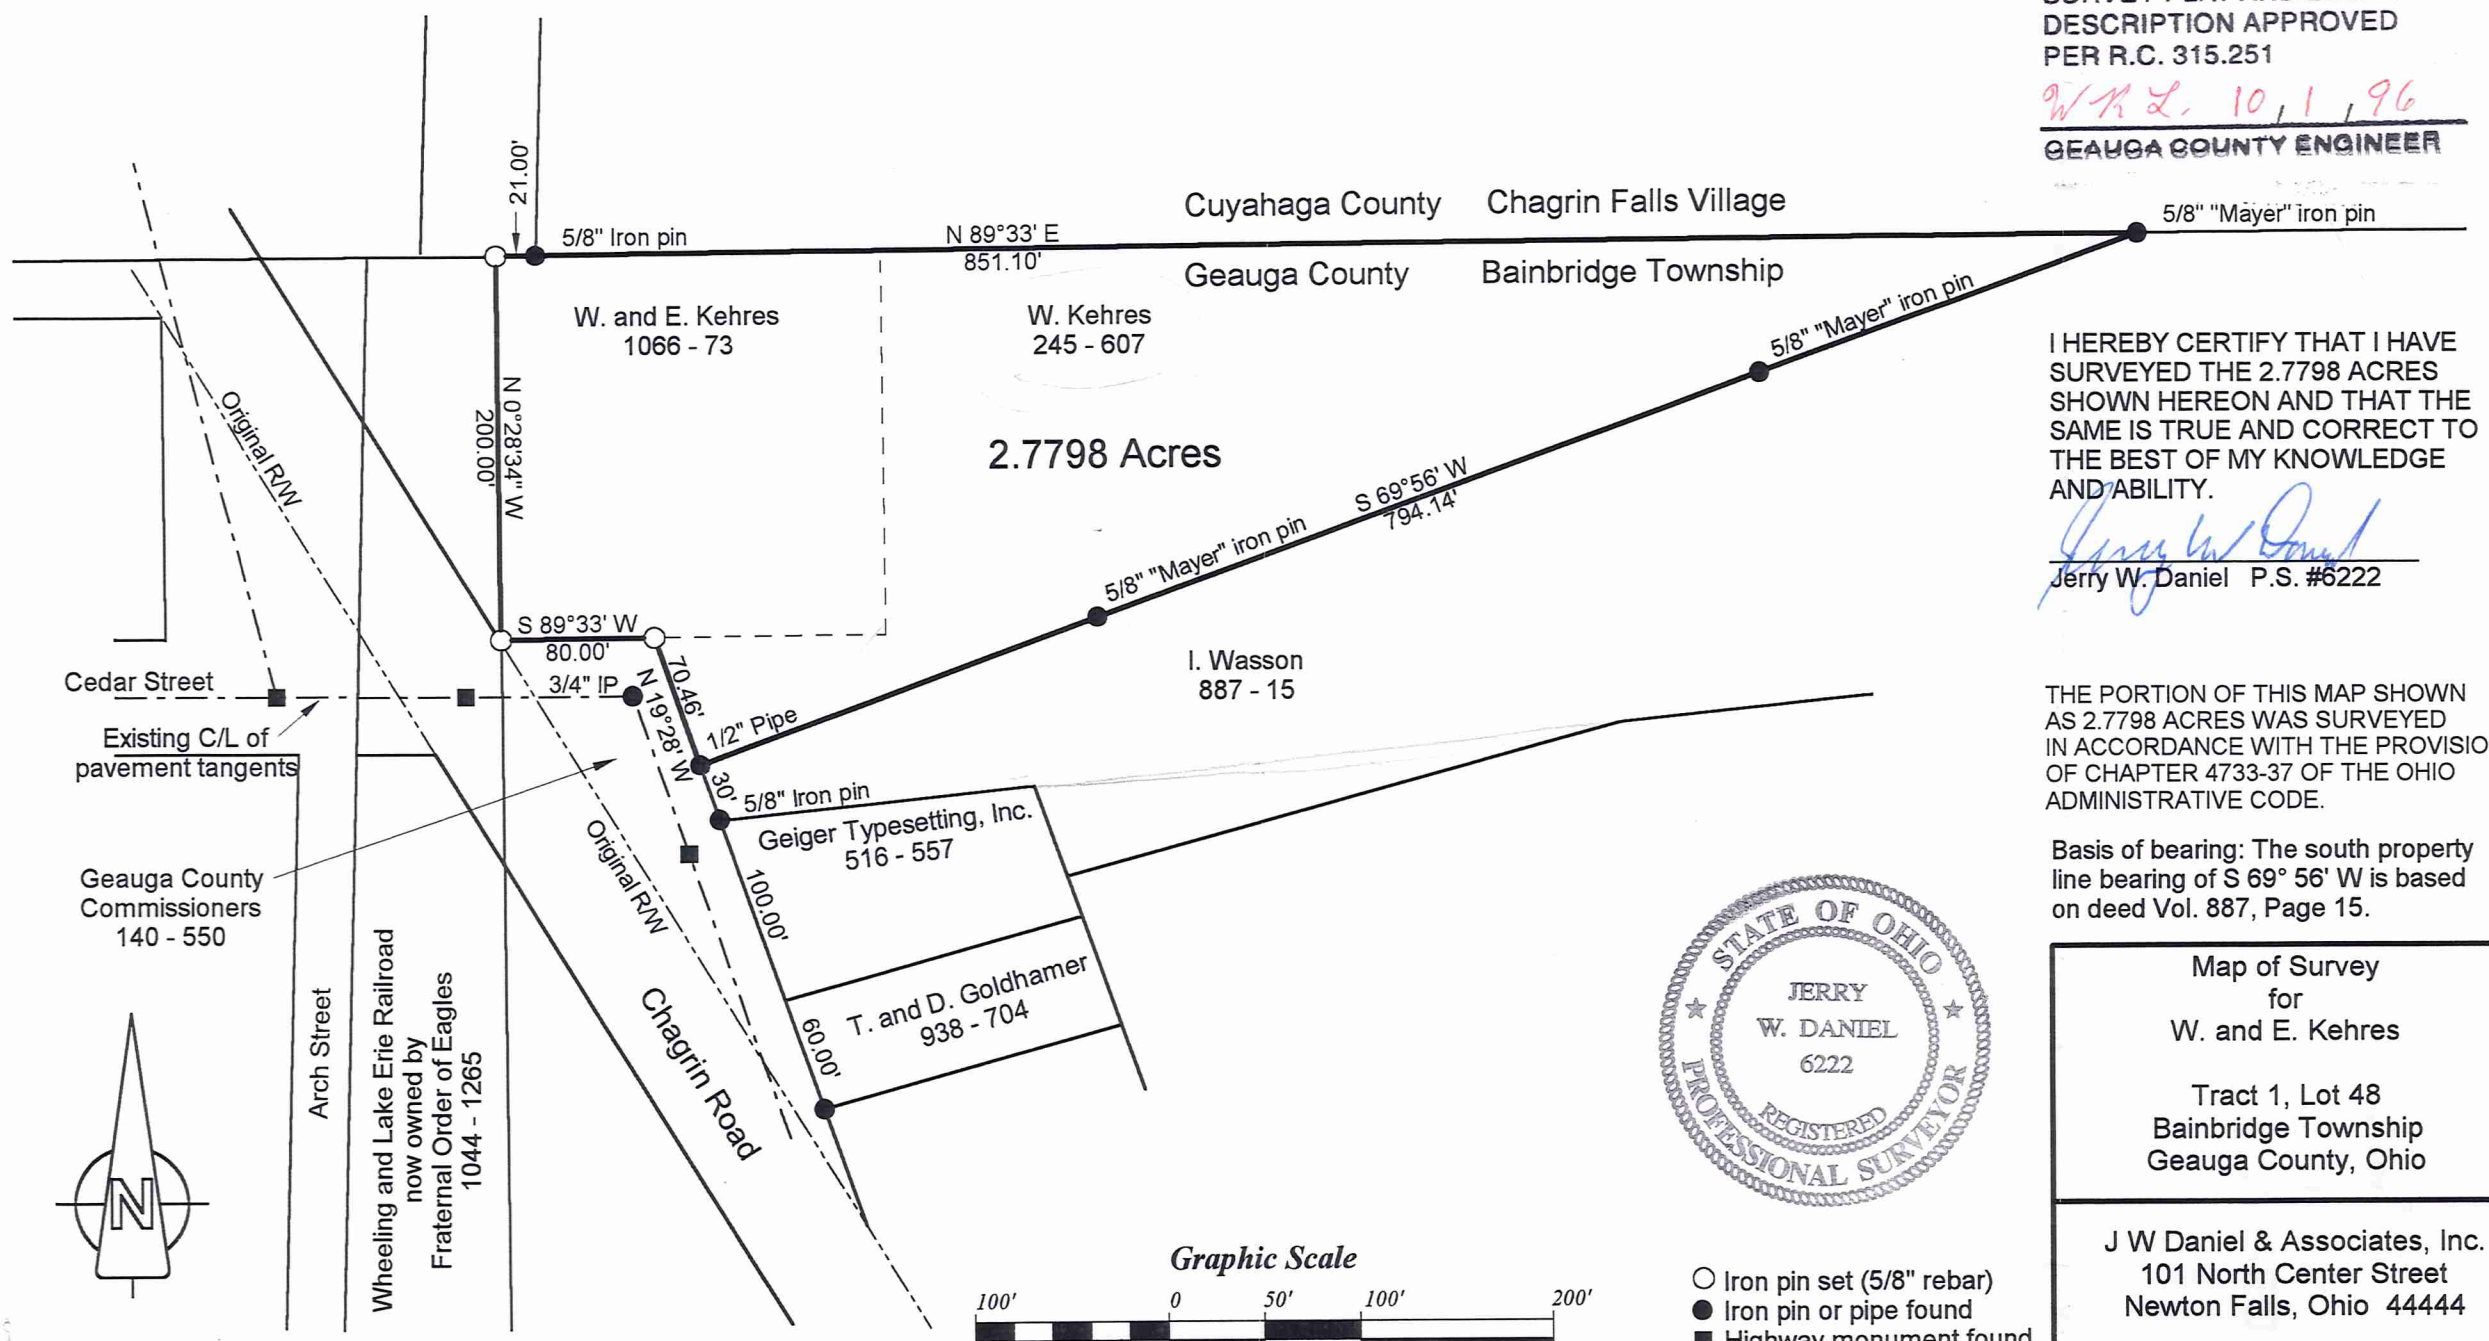 DESCRIPTION APPROVED
PER R.C. 315.251
W R L. 10, 1, 96
GEAUGA COUNTY ENGINEER
21.00'
5/8" Iron pin
N 89°33' E
851.10'
Cuyahaga County Chagrin Falls Village
Geauga County Bainbridge Township
5/8" "Mayer" iron pin
5/8" "Mayer" iron pin
W. and E. Kehres
1066 - 73
W. Kehres
245 - 607
N 0°28'34" W
200.00'
2.7798 Acres
Original R/W
S 69°56' W
794.14'
5/8" "Mayer" iron pin
S 89°33' W
80.00'
3/4" IP
70.46'
N 19°28' W
1/2" Pipe
I. Wasson
887 - 15
Cedar Street
Existing C/L of
pavement tangents
30'
5/8" Iron pin
Geiger Typesetting, Inc.
516 - 557
100.00'
Original R/W
Geauga County
Commissioners
140 - 550
T. and D. Goldhamer
938 - 704
60.00'
Chagrin Road
Arch Street
Wheeling and Lake Erie Railroad
now owned by
Fraternal Order of Eagles
1044 - 1265
N
Graphic Scale
100' 0 50' 100' 200'
I HEREBY CERTIFY THAT I HAVE
SURVEYED THE 2.7798 ACRES
SHOWN HEREON AND THAT THE
SAME IS TRUE AND CORRECT TO
THE BEST OF MY KNOWLEDGE
AND ABILITY.
Jerry W Daniel
Jerry W. Daniel P.S. #6222
THE PORTION OF THIS MAP SHOWN
AS 2.7798 ACRES WAS SURVEYED
IN ACCORDANCE WITH THE PROVISIO
OF CHAPTER 4733-37 OF THE OHIO
ADMINISTRATIVE CODE.
Basis of bearing: The south property
line bearing of S 69° 56' W is based
on deed Vol. 887, Page 15.
STATE OF OHIO
JERRY
W. DANIEL
6222
REGISTERED
PROFESSIONAL SURVEYOR
Map of Survey
for
W. and E. Kehres
Tract 1, Lot 48
Bainbridge Township
Geauga County, Ohio
J W Daniel & Associates, Inc.
101 North Center Street
Newton Falls, Ohio 44444
Iron pin set (5/8" rebar)
Iron pin or pipe found
Highway monument found